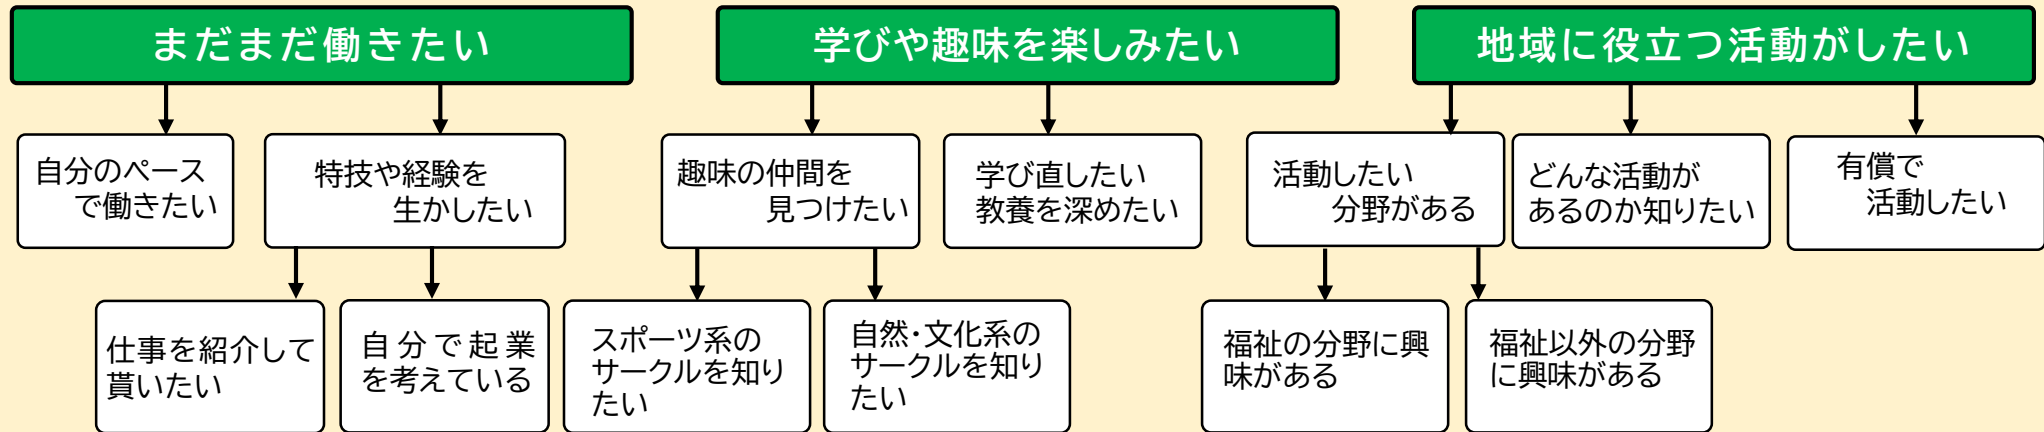 まだまだ働きたい
学びや趣味を楽しみたい
地域に役立つ活動がしたい
自分のペース
で働きたい
特技や経験を
生かしたい
趣味の仲間を
見つけたい
学び直したい
教養を深めたい
活動したい
分野がある
どんな活動が
あるのか知りたい
有償で
活動したい
仕事を紹介して
貰いたい
自分で起業
を考えている
スポーツ系の
サークルを知り
たい
自然・文化系の
サークルを知り
たい
福祉の分野に興
味がある
福祉以外の分野
に興味がある